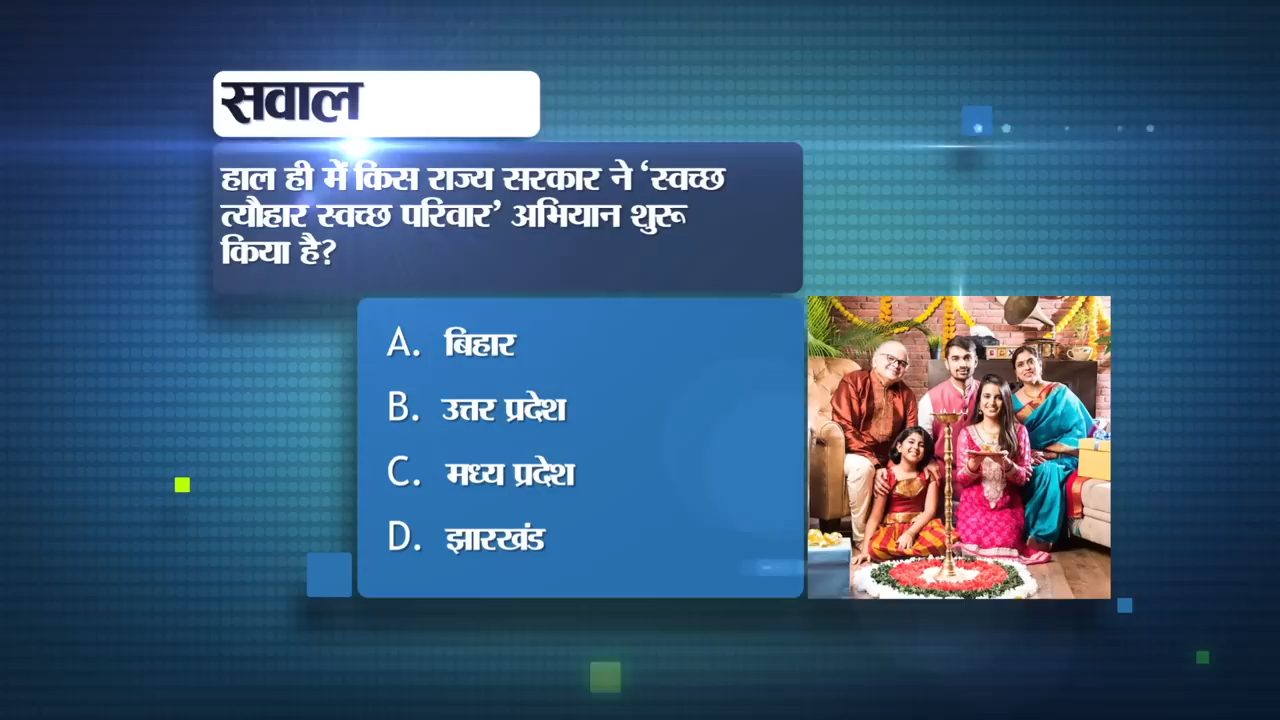 सवाल
हाल ही में किस राज्य सरकार ने ‘स्वच्छ
त्यौहार स्वच्छ परिवार’ अभियान शुरू
किया है?
A. बिहार
B. उत्तर प्रदेश
C. मध्य प्रदेश
D. झारखंड